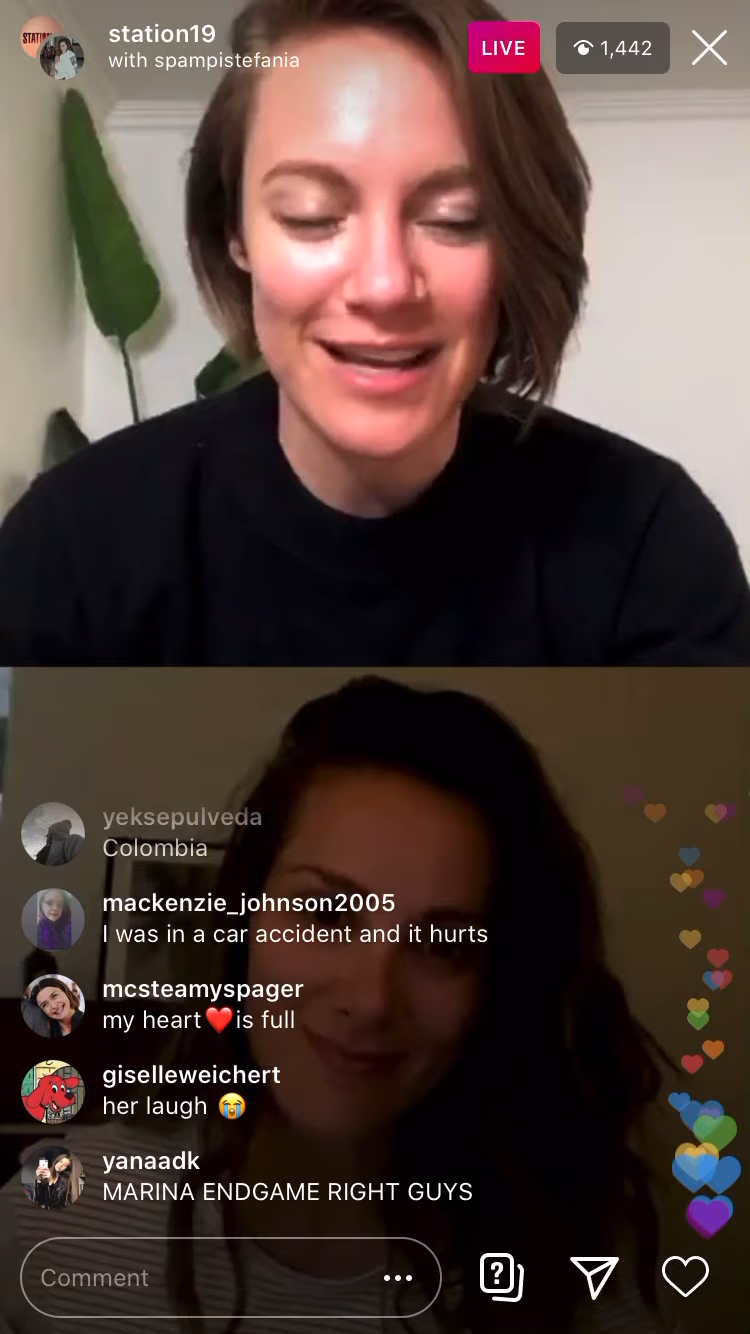 station19
with spampistefania
LIVE
1,442
yeksepulveda
Colombia
mackenzie_johnson2005
I was in a car accident and it hurts
mcsteamyspager
my heart❤️is full
giselleweichert
her laugh 😭
yanaadk
MARINA ENDGAME RIGHT GUYS
Comment